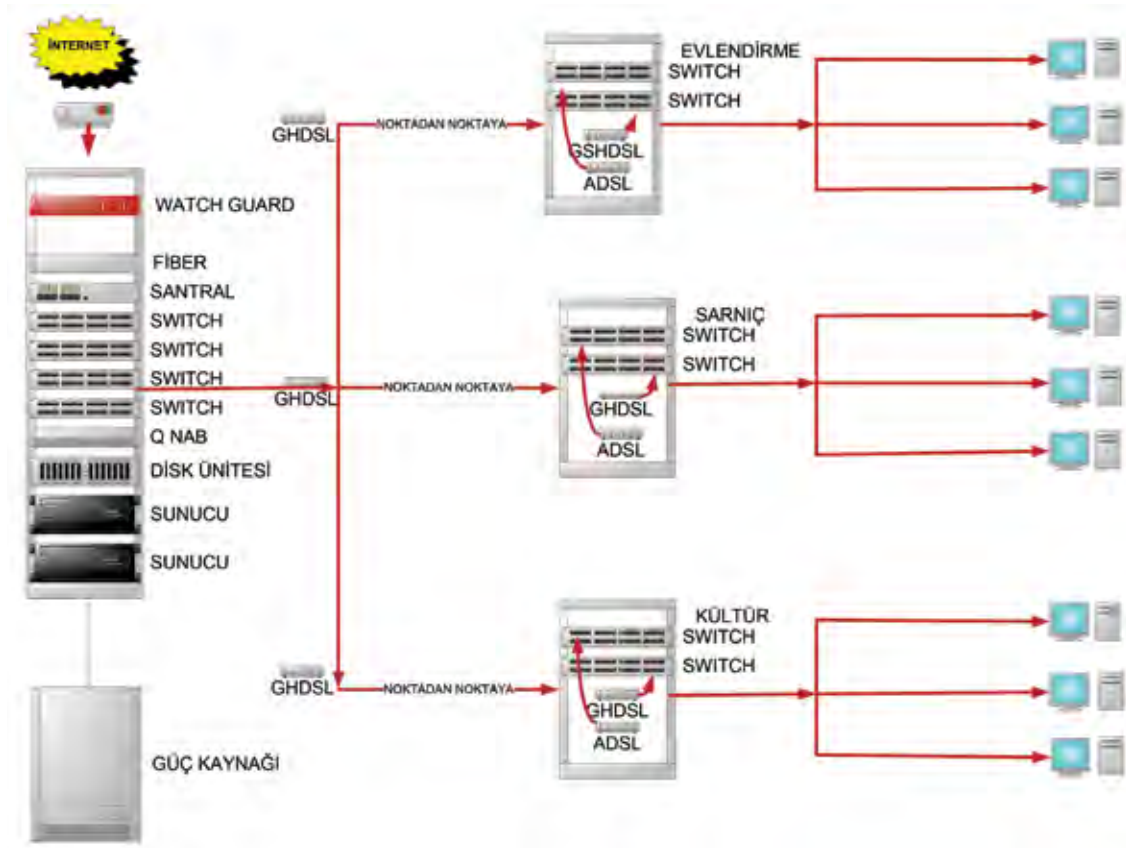 İNTERNET
WATCH GUARD
FİBER
SANTRAL
SWITCH
SWITCH
SWITCH
SWITCH
Q NAB
DİSK ÜNİTESİ
SUNUCU
SUNUCU
GÜÇ KAYNAĞI
GHDSL
NOKTADAN NOKTAYA
EVLENDİRME
SWITCH
SWITCH
GSHDSL
ADSL
GHDSL
NOKTADAN NOKTAYA
SARNIÇ
SWITCH
SWITCH
GHDSL
ADSL
GHDSL
NOKTADAN NOKTAYA
KÜLTÜR
SWITCH
SWITCH
GHDSL
ADSL